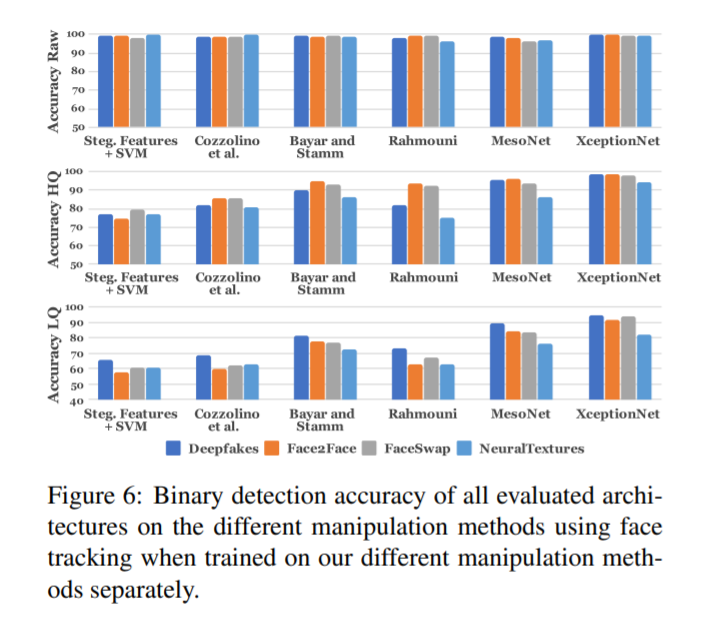 Accuracy Raw
100
90
80
70
60
50
Steg. Features
+ SVM
Cozzolino
et al.
Bayar and
Stamm
Rahmouni
MesoNet
XceptionNet
Accuracy HQ
100
90
80
70
60
50
Steg. Features
+ SVM
Cozzolino
et al.
Bayar and
Stamm
Rahmouni
MesoNet
XceptionNet
Accuracy LQ
100
90
80
70
60
50
40
Steg. Features
+ SVM
Cozzolino
et al.
Bayar and
Stamm
Rahmouni
MesoNet
XceptionNet
Deepfakes Face2Face FaceSwap NeuralTextures
Figure 6: Binary detection accuracy of all evaluated archi-
tectures on the different manipulation methods using face
tracking when trained on our different manipulation meth-
ods separately.